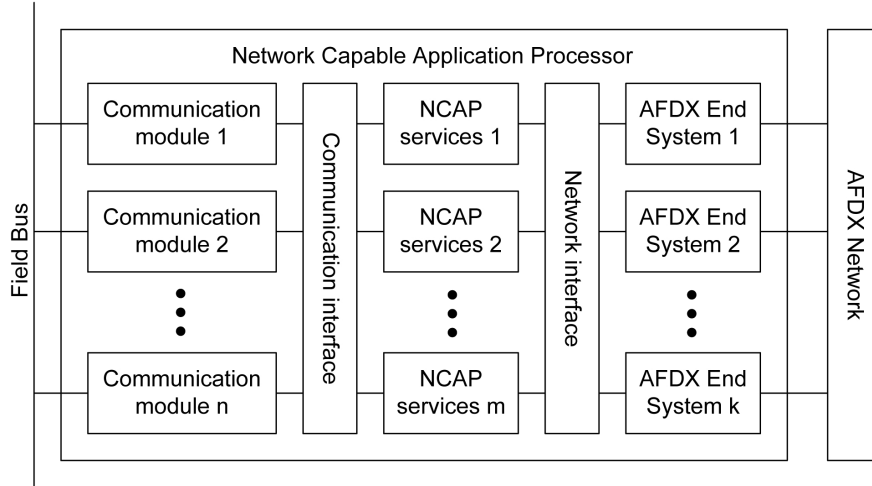 Network Capable Application Processor
Communication
module 1
NCAP
services 1
AFDX End
System 1
Communication
module 2
NCAP
services 2
AFDX End
System 2
Communication
module n
NCAP
services m
AFDX End
System k
Field Bus
Communication interface
Network interface
AFDX Network